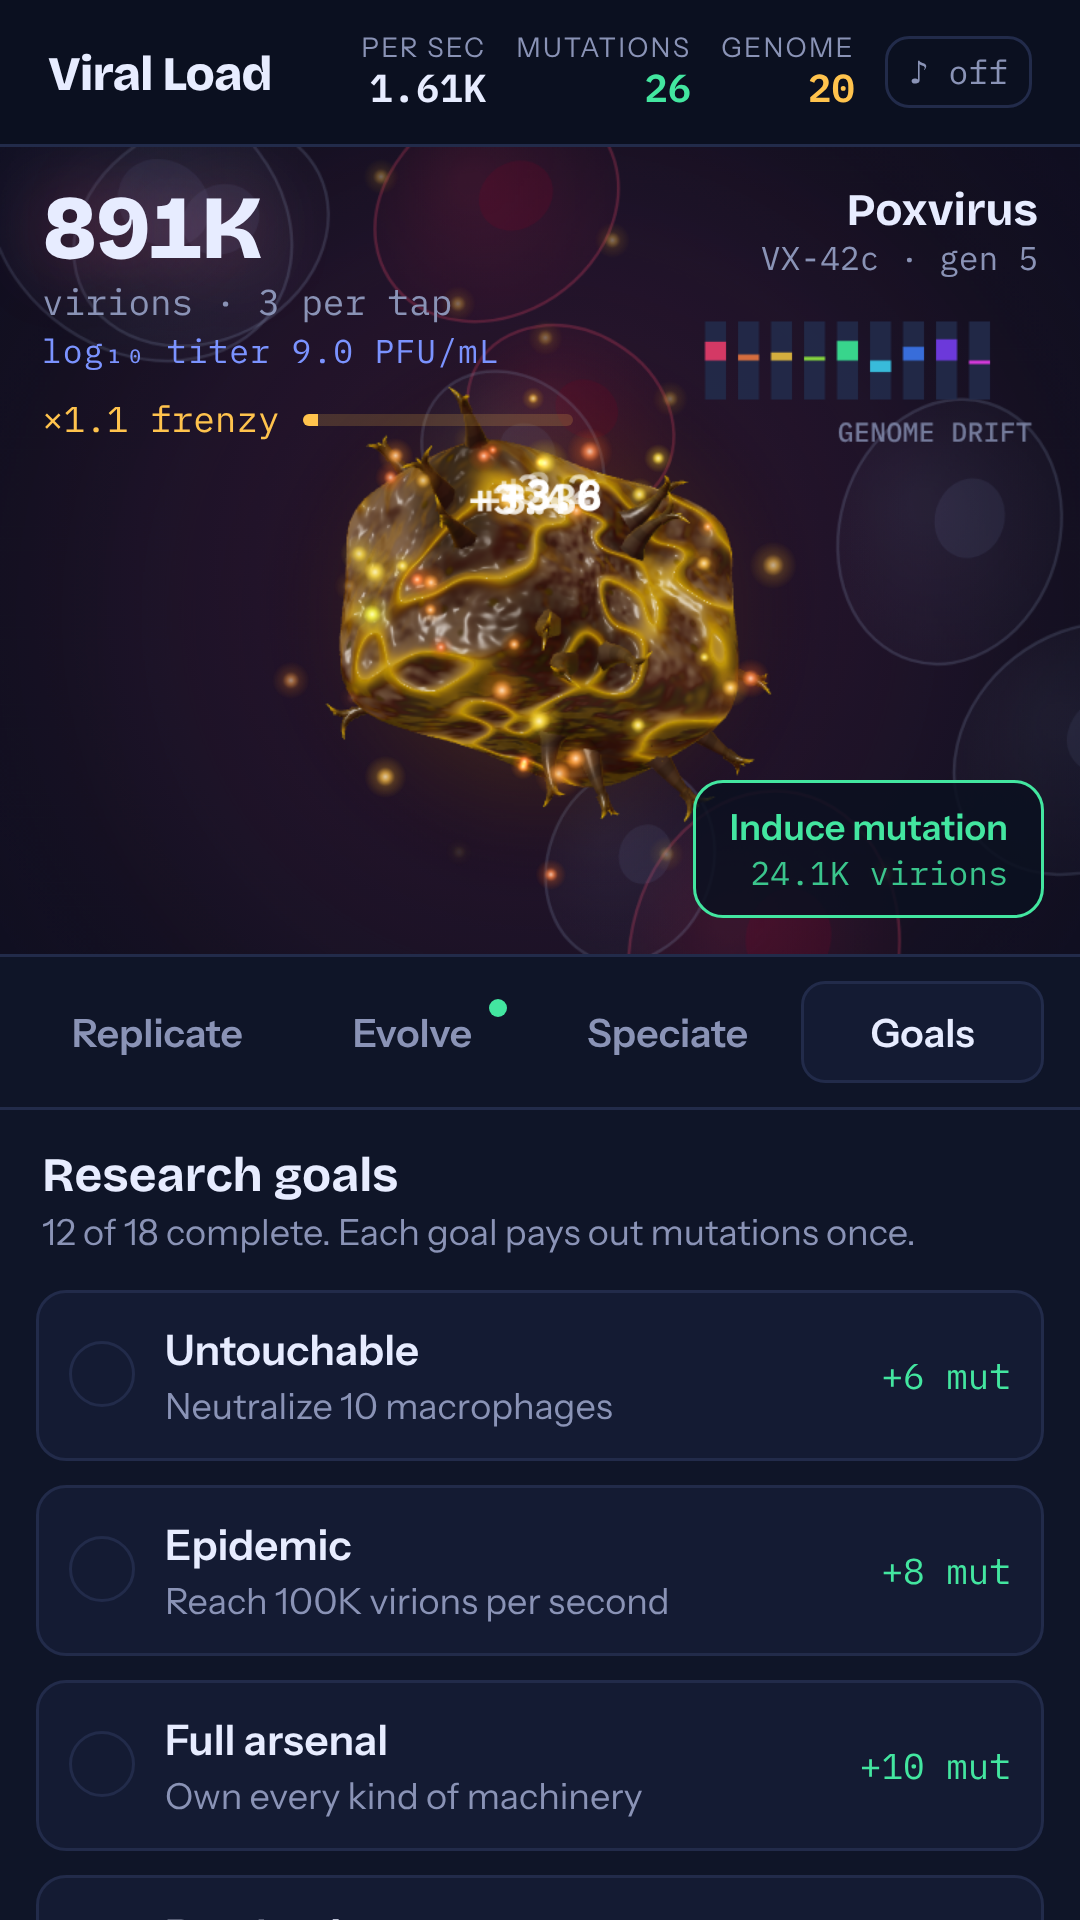 Viral Load
PER SEC
1.61K
MUTATIONS
26
GENOME
20
♪ off
891K
virions · 3 per tap
log₁₀ titer 9.0 PFU/mL
×1.1 frenzy
Poxvirus
VX-42c · gen 5
GENOME DRIFT
Induce mutation
24.1K virions
Replicate
Evolve
Speciate
Goals
Research goals
12 of 18 complete. Each goal pays out mutations once.
Untouchable
Neutralize 10 macrophages
+6 mut
Epidemic
Reach 100K virions per second
+8 mut
Full arsenal
Own every kind of machinery
+10 mut